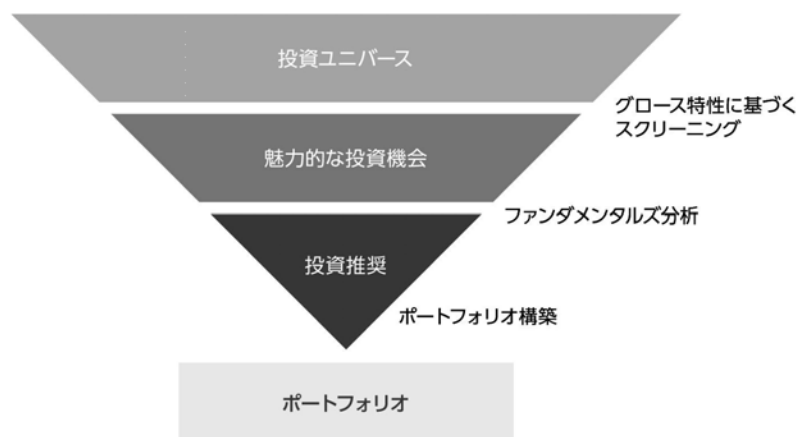 投資ユニバース
グロース特性に基づく
スクリーニング
魅力的な投資機会
ファンダメンタルズ分析
投資推奨
ポートフォリオ構築
ポートフォリオ